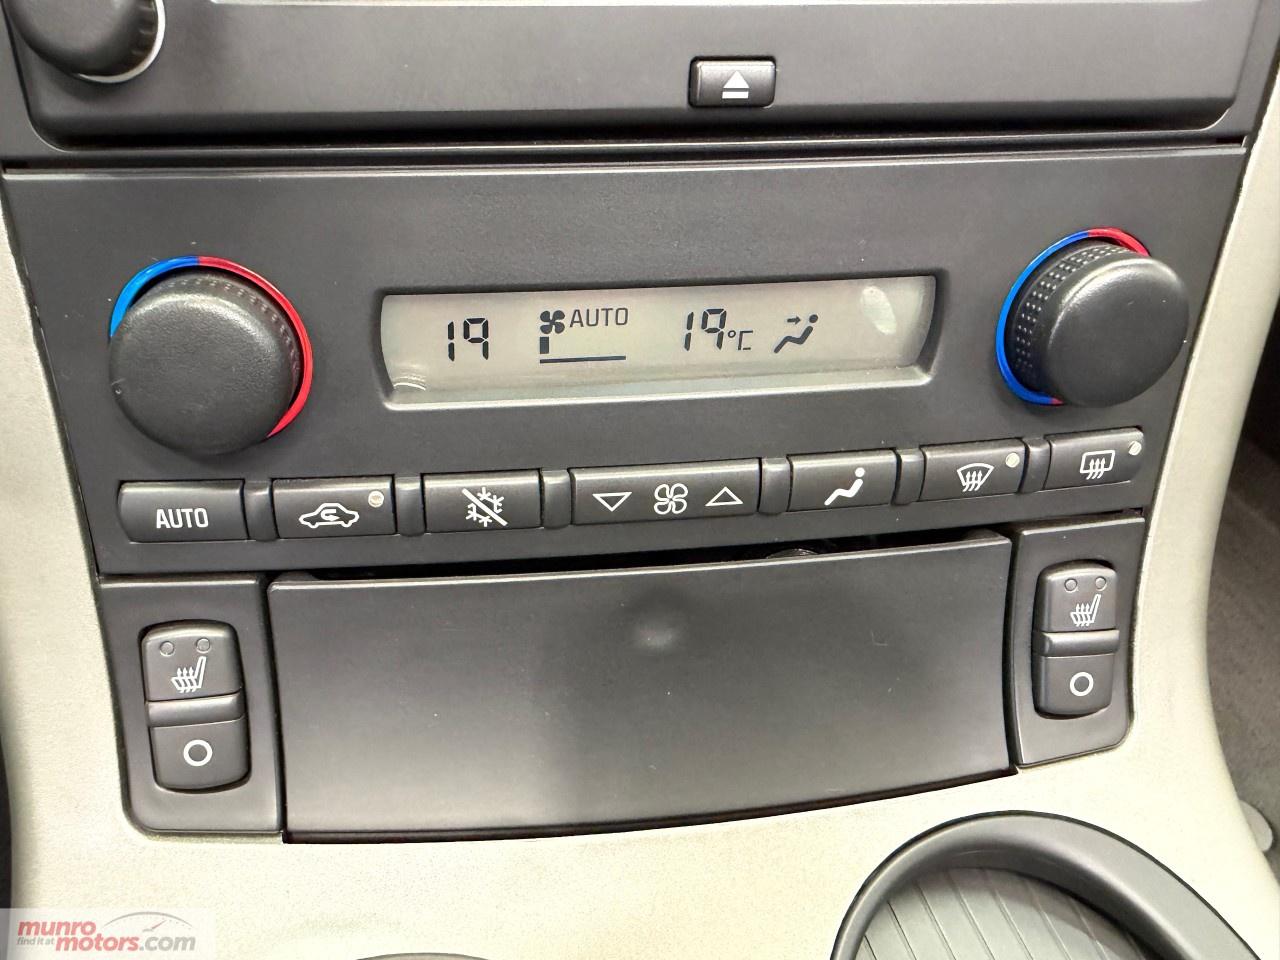 19 AUTO 19°C
AUTO
munro
find it at motors.com